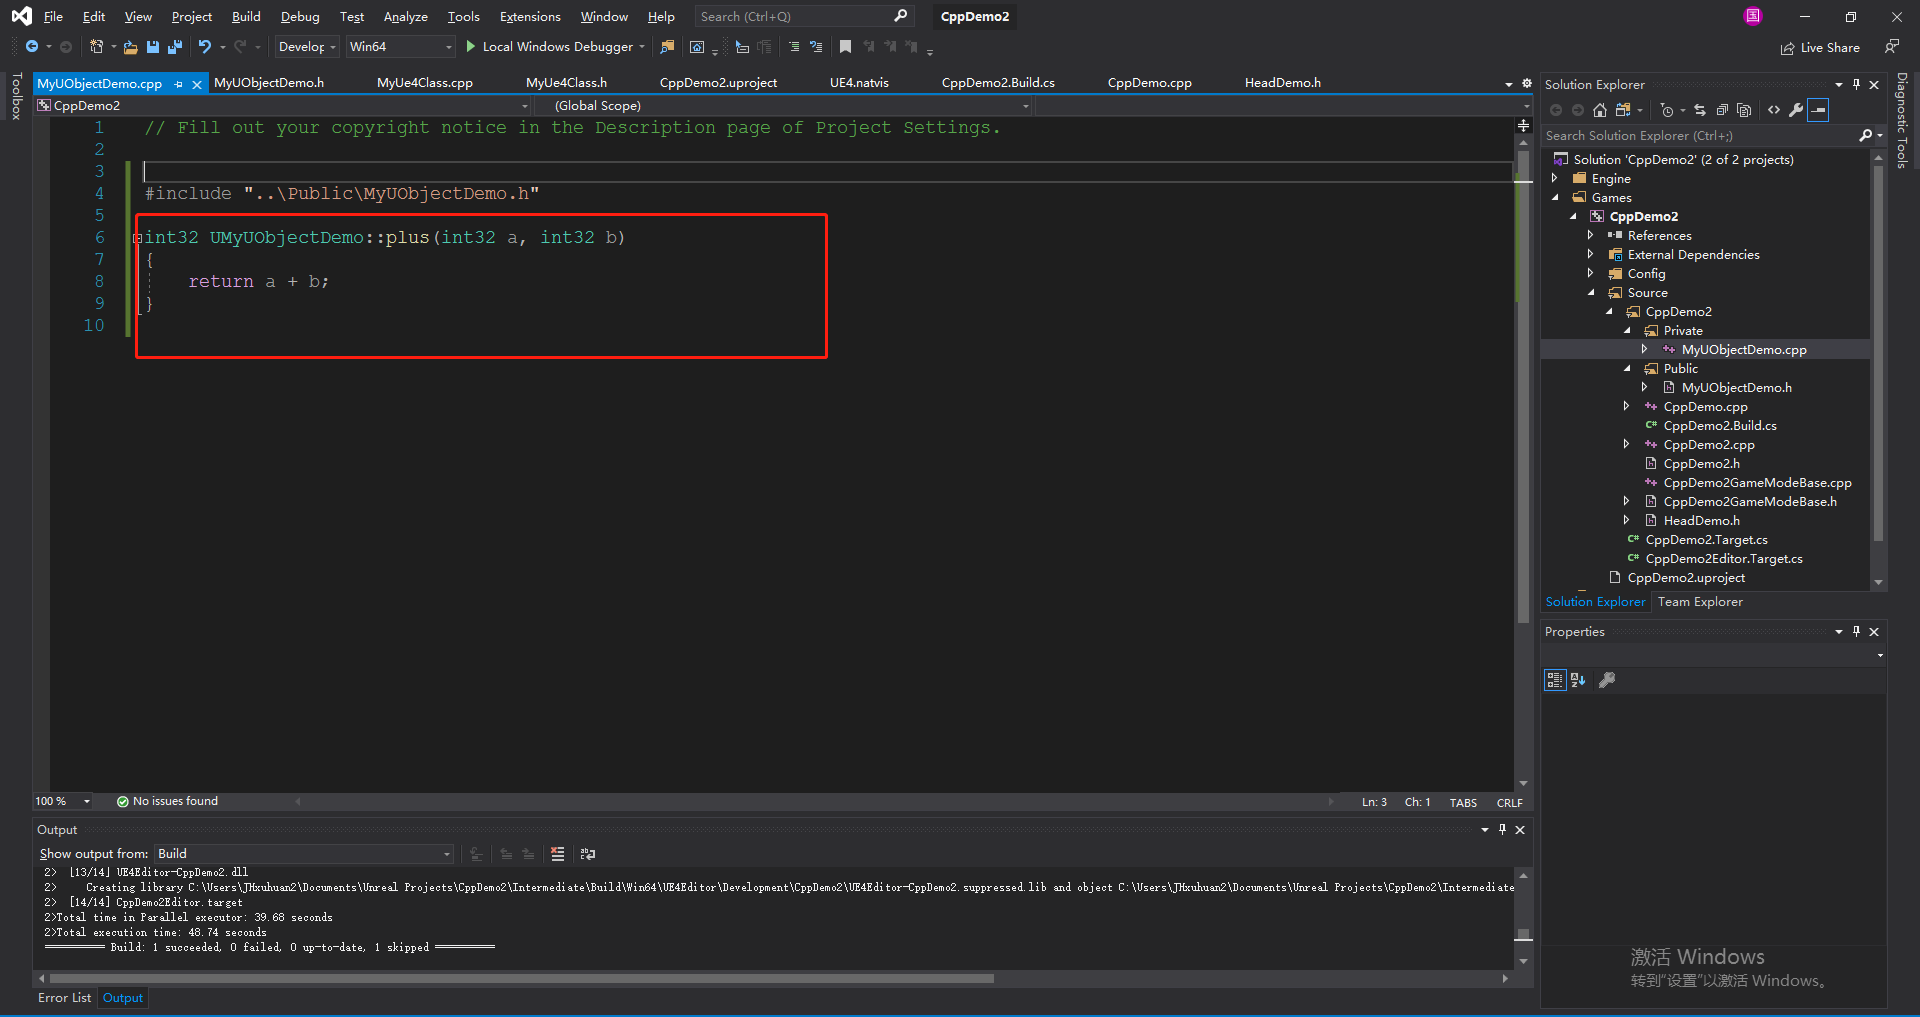 File Edit View Project Build Debug Test Analyze Tools Extensions Window Help Search (Ctrl+Q) CppDemo2 国
Develop Win64 Local Windows Debugger Live Share
Toolbox
MyUObjectDemo.cpp MyUObjectDemo.h MyUe4Class.cpp MyUe4Class.h CppDemo2.uproject UE4.natvis CppDemo2.Build.cs CppDemo.cpp HeadDemo.h
CppDemo2 (Global Scope)
1 // Fill out your copyright notice in the Description page of Project Settings.
2
3
4 #include "..\Public\MyUObjectDemo.h"
5
6 int32 UMyUObjectDemo::plus(int32 a, int32 b)
7 {
8 return a + b;
9 }
10
100 % No issues found Ln: 3 Ch: 1 TABS CRLF
Output
Show output from: Build
2> [13/14] UE4Editor-CppDemo2.dll
2> Creating library C:\Users\JHxuhuan2\Documents\Unreal Projects\CppDemo2\Intermediate\Build\Win64\UE4Editor\Development\CppDemo2\UE4Editor-CppDemo2.suppressed.lib and object C:\Users\JHxuhuan2\Documents\Unreal Projects\CppDemo2\Intermediate
2> [14/14] CppDemo2Editor.target
2>Total time in Parallel executor: 39.68 seconds
2>Total execution time: 48.74 seconds
========== Build: 1 succeeded, 0 failed, 0 up-to-date, 1 skipped ==========
Error List Output
Solution Explorer
Search Solution Explorer (Ctrl+;)
Solution 'CppDemo2' (2 of 2 projects)
Engine
Games
CppDemo2
References
External Dependencies
Config
Source
CppDemo2
Private
MyUObjectDemo.cpp
Public
MyUObjectDemo.h
CppDemo.cpp
CppDemo2.Build.cs
CppDemo2.cpp
CppDemo2.h
CppDemo2GameModeBase.cpp
CppDemo2GameModeBase.h
HeadDemo.h
CppDemo2.Target.cs
CppDemo2Editor.Target.cs
CppDemo2.uproject
Solution Explorer Team Explorer
Properties
激活 Windows
转到"设置"以激活 Windows。
Diagnostic Tools